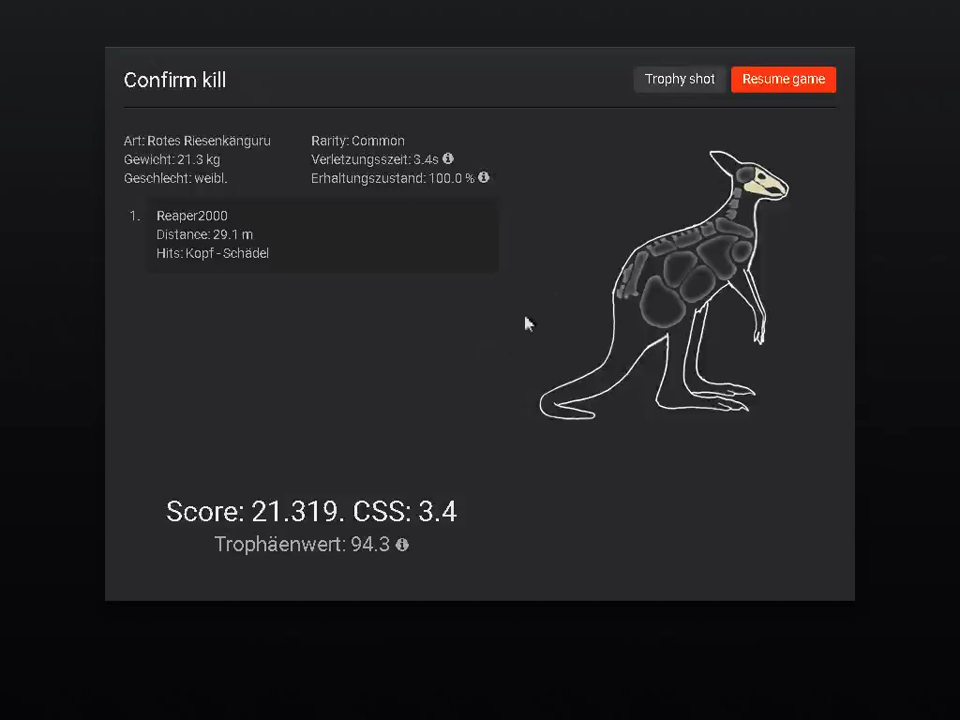 Confirm kill
Trophy shot
Resume game
Art: Rotes Riesenkänguru
Rarity: Common
Gewicht: 21.3 kg
Verletzungsszeit: 3.4s
Geschlecht: weibl.
Erhaltungszustand: 100.0 %
1. Reaper2000
Distance: 29.1 m
Hits: Kopf - Schädel
Score: 21.319. CSS: 3.4
Trophäenwert: 94.3